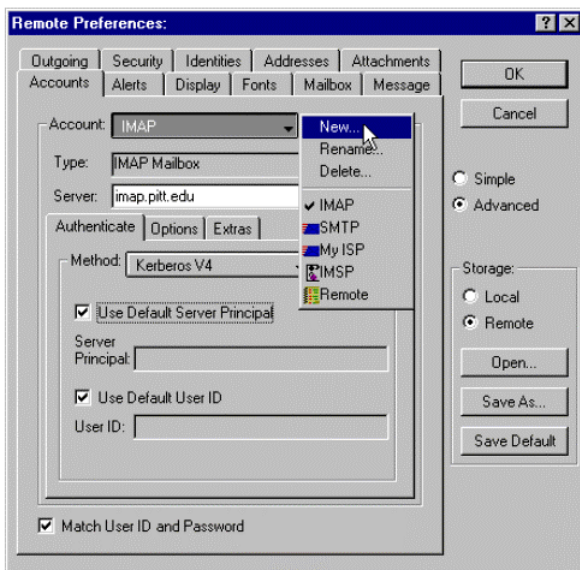 Remote Preferences:
Outgoing Security Identities Addresses Attachments
Accounts Alerts Display Fonts Mailbox Message
OK
Cancel
Account: IMAP
New...
Rename...
Delete...
Type: IMAP Mailbox
Server: imap.pitt.edu
IMAP
SMTP
My ISP
IMSP
Remote
Simple
Advanced
Authenticate Options Extras
Method: Kerberos V4
Use Default Server Principal
Server
Principal:
Use Default User ID
User ID:
Match User ID and Password
Storage:
Local
Remote
Open...
Save As...
Save Default